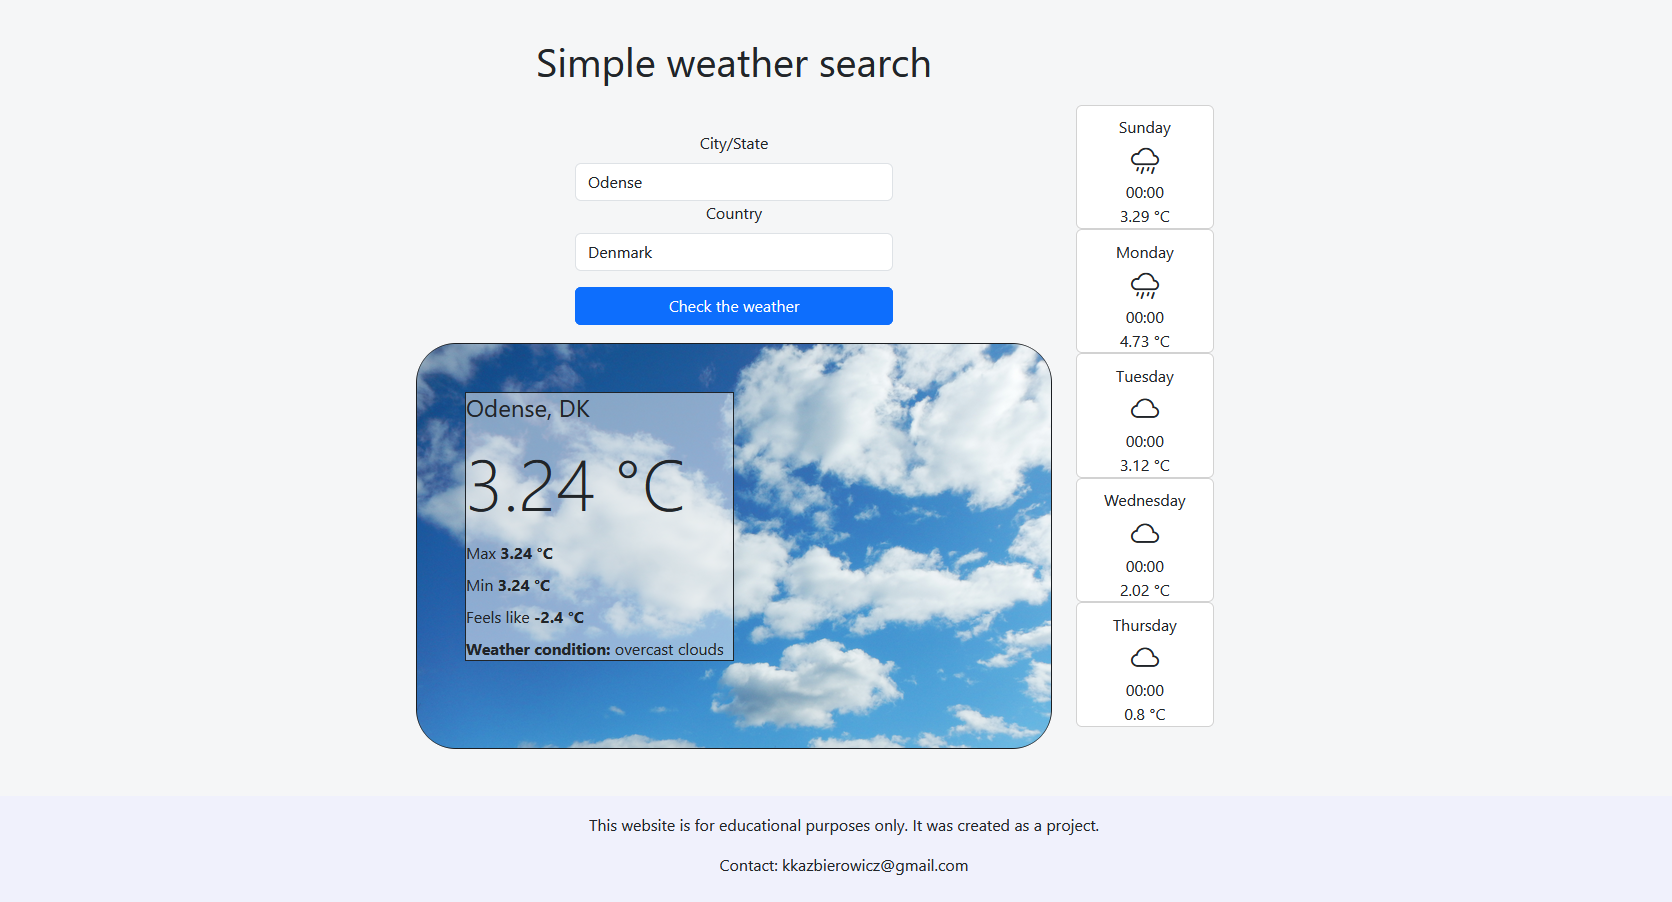 Simple weather search
City/State
Odense
Country
Denmark
Check the weather
Odense, DK
3.24 °C
Max 3.24 °C
Min 3.24 °C
Feels like -2.4 °C
Weather condition: overcast clouds
Sunday
00:00
3.29 °C
Monday
00:00
4.73 °C
Tuesday
00:00
3.12 °C
Wednesday
00:00
2.02 °C
Thursday
00:00
0.8 °C
This website is for educational purposes only. It was created as a project.
Contact: kkazbierowicz@gmail.com